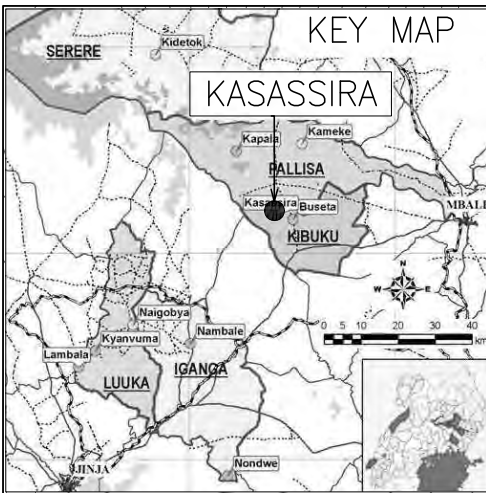 KEY MAP
SERERE
Kidetok
KASASSIRA
Kapala
Kameke
PALLISA
Kasassira
Buseta
KIBUKU
MBALE
N
W
E
S
Naigobya
Kyanvuma
Nambale
Lambala
LUUKA
IGANGA
0 5 10 20 30 40
km
Nondwe
JINJA